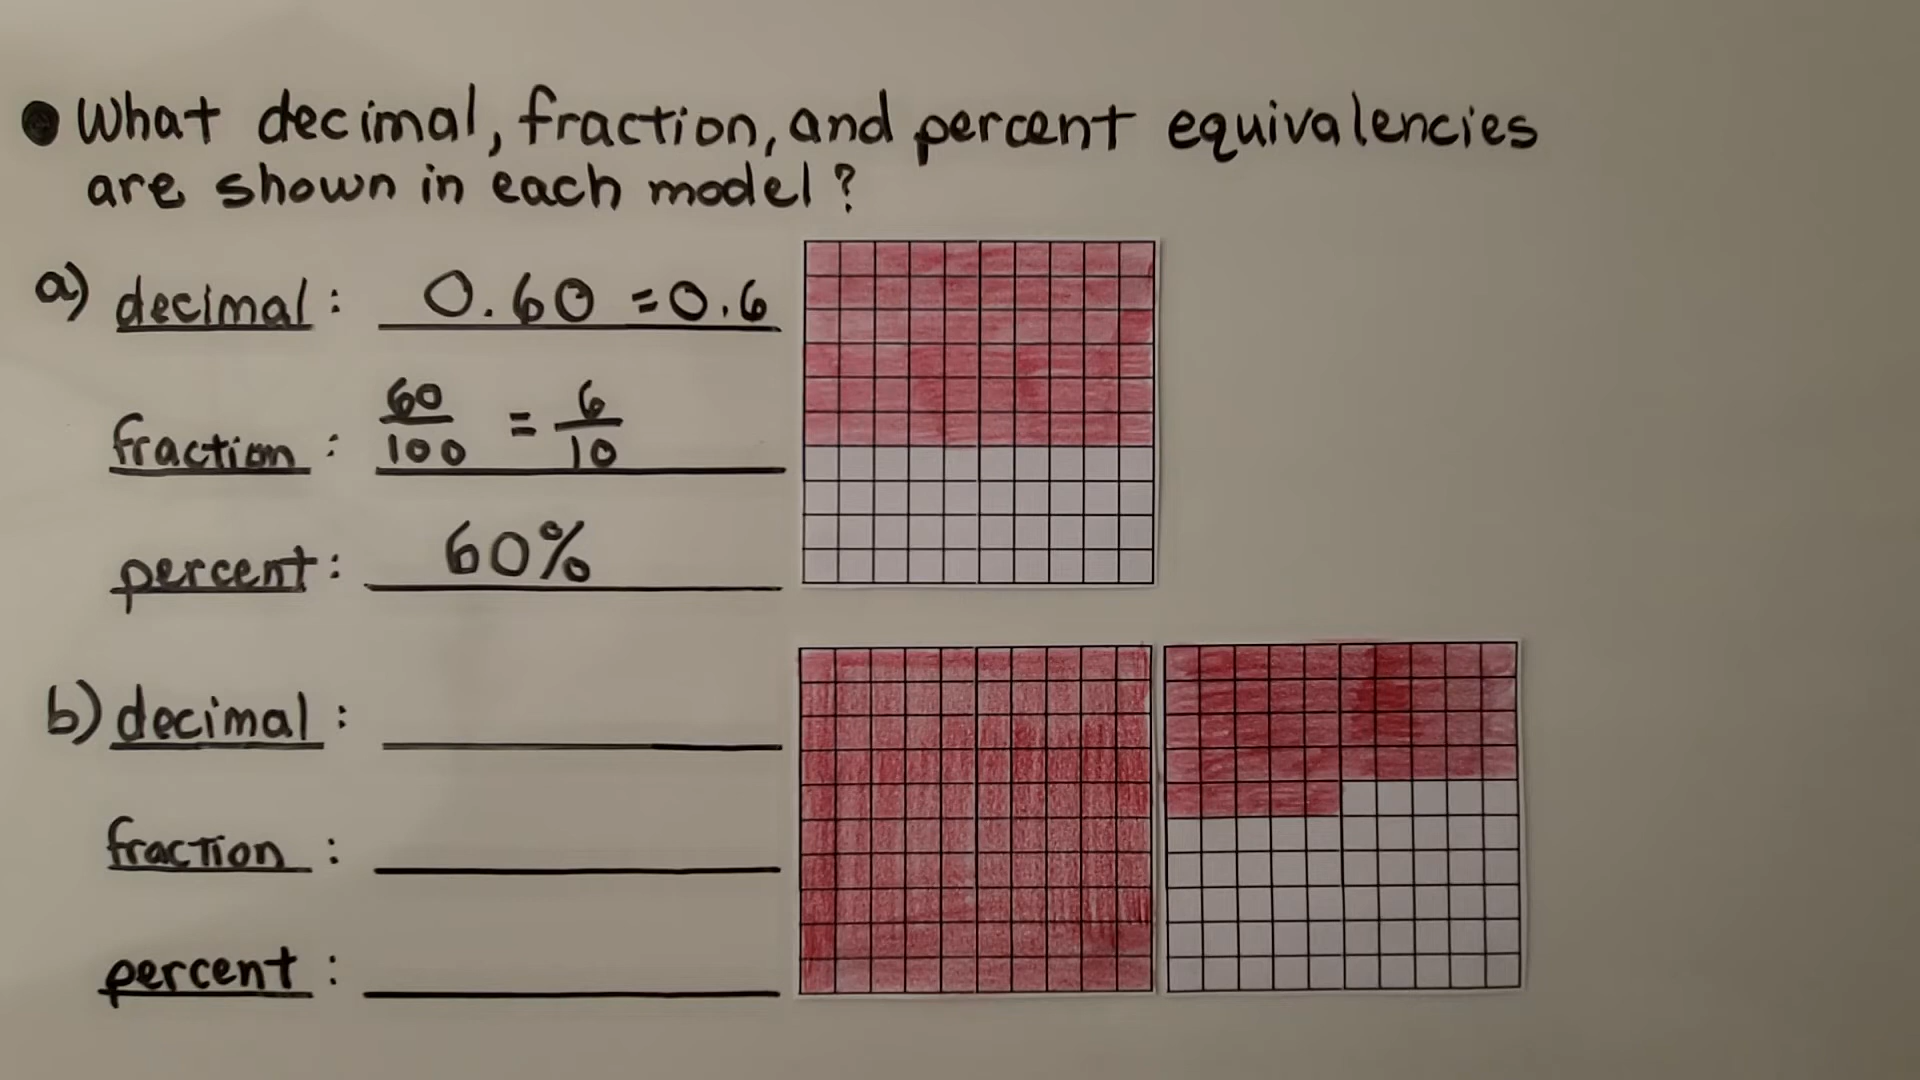 What decimal, fraction, and percent equivalencies
are shown in each model?
a) decimal: 0.60 = 0.6
fraction: 60/100 = 6/10
percent: 60%
b) decimal:
fraction:
percent: